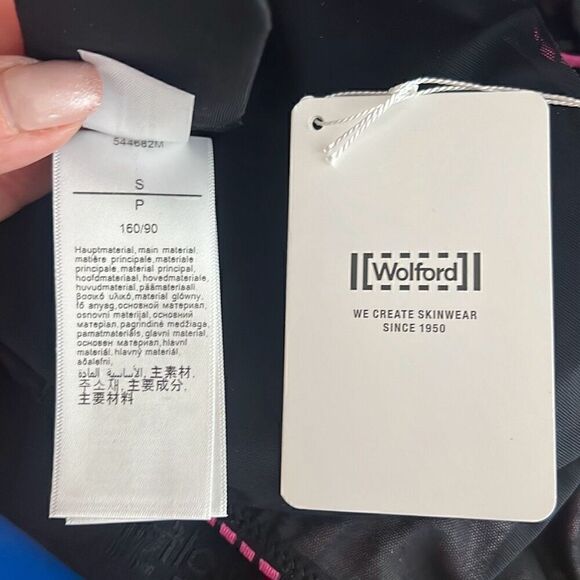 544682M
S
P
160/90
Hauptmaterial, main material,
matière principale, materiale
principale, material principal,
hoofdmateriaal, hovedmateriale,
huvudmaterial, päämateriaali,
βασικό υλικό, material główny,
fő anyag, основной материал,
osnovni materijal, основний
матеріал, pagrindinė medžiaga,
pamatmateriāls, glavni material,
основен материал, hlavní
materiál, hlavný materiál,
aðalefni,
المادة الأساسية, 主素材,
주소재, 主要成分,
主要材料
Wolford
WE CREATE SKINWEAR
SINCE 1950